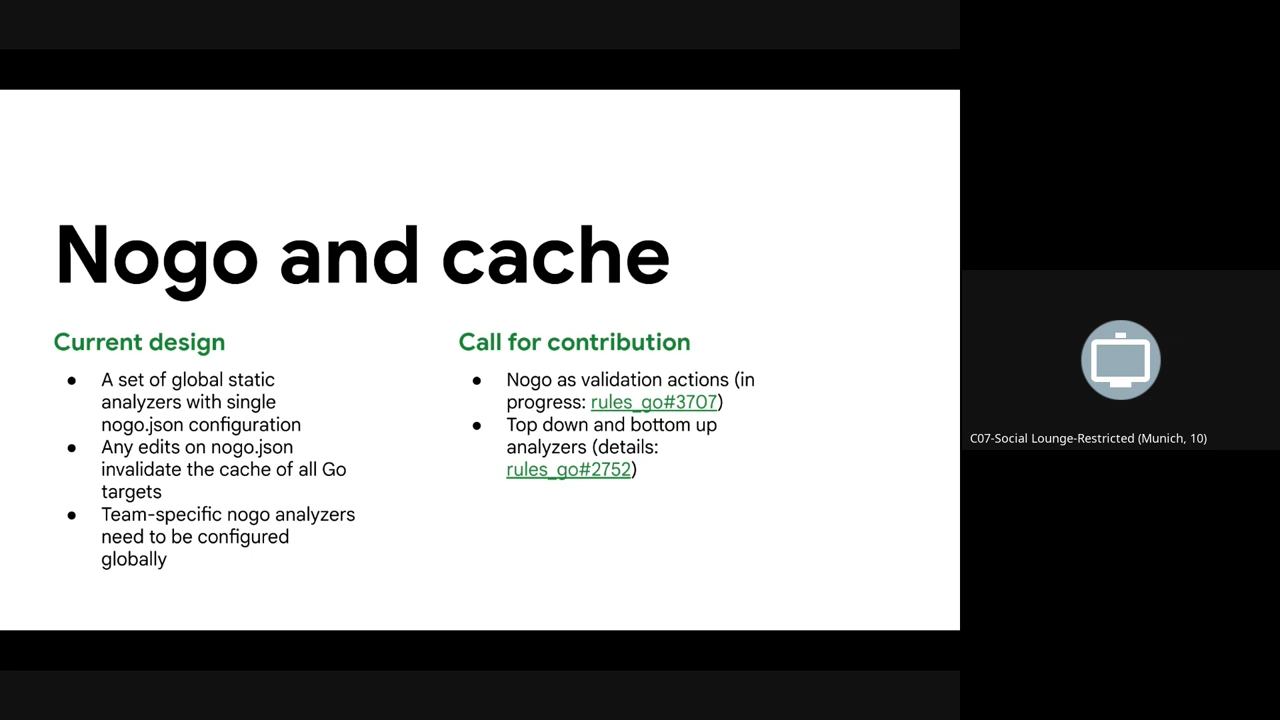 Nogo and cache
Current design
● A set of global static
analyzers with single
nogo.json configuration
● Any edits on nogo.json
invalidate the cache of all Go
targets
● Team-specific nogo analyzers
need to be configured
globally
Call for contribution
● Nogo as validation actions (in
progress: rules_go#3707)
● Top down and bottom up
analyzers (details:
rules_go#2752)
C07-Social Lounge-Restricted (Munich, 10)